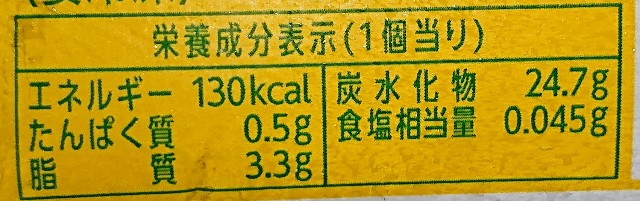 栄養成分表示(1個当り)
エネルギー 130kcal
たんぱく質 0.5g
脂質 3.3g
炭水化物 24.7g
食塩相当量 0.045g